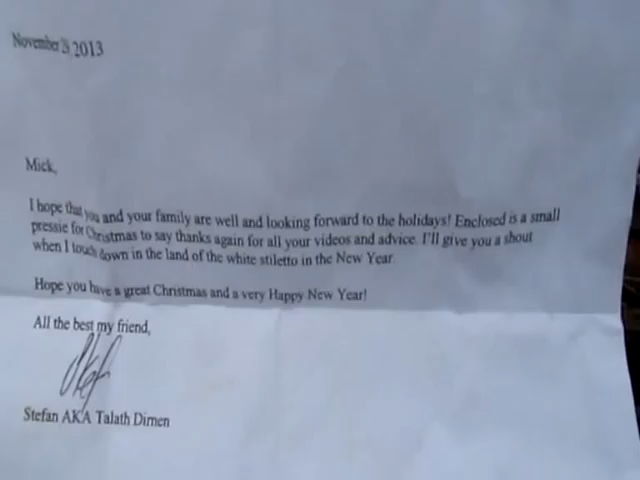 November 2013
Mick,
I hope that you and your family are well and looking forward to the holidays! Enclosed is a small
pressie for Christmas to say thanks again for all your videos and advice. I'll give you a shout
when I touch down in the land of the white stiletto in the New Year.
Hope you have a great Christmas and a very Happy New Year!
All the best my friend,
Stef
Stefan AKA Talath Dirnen